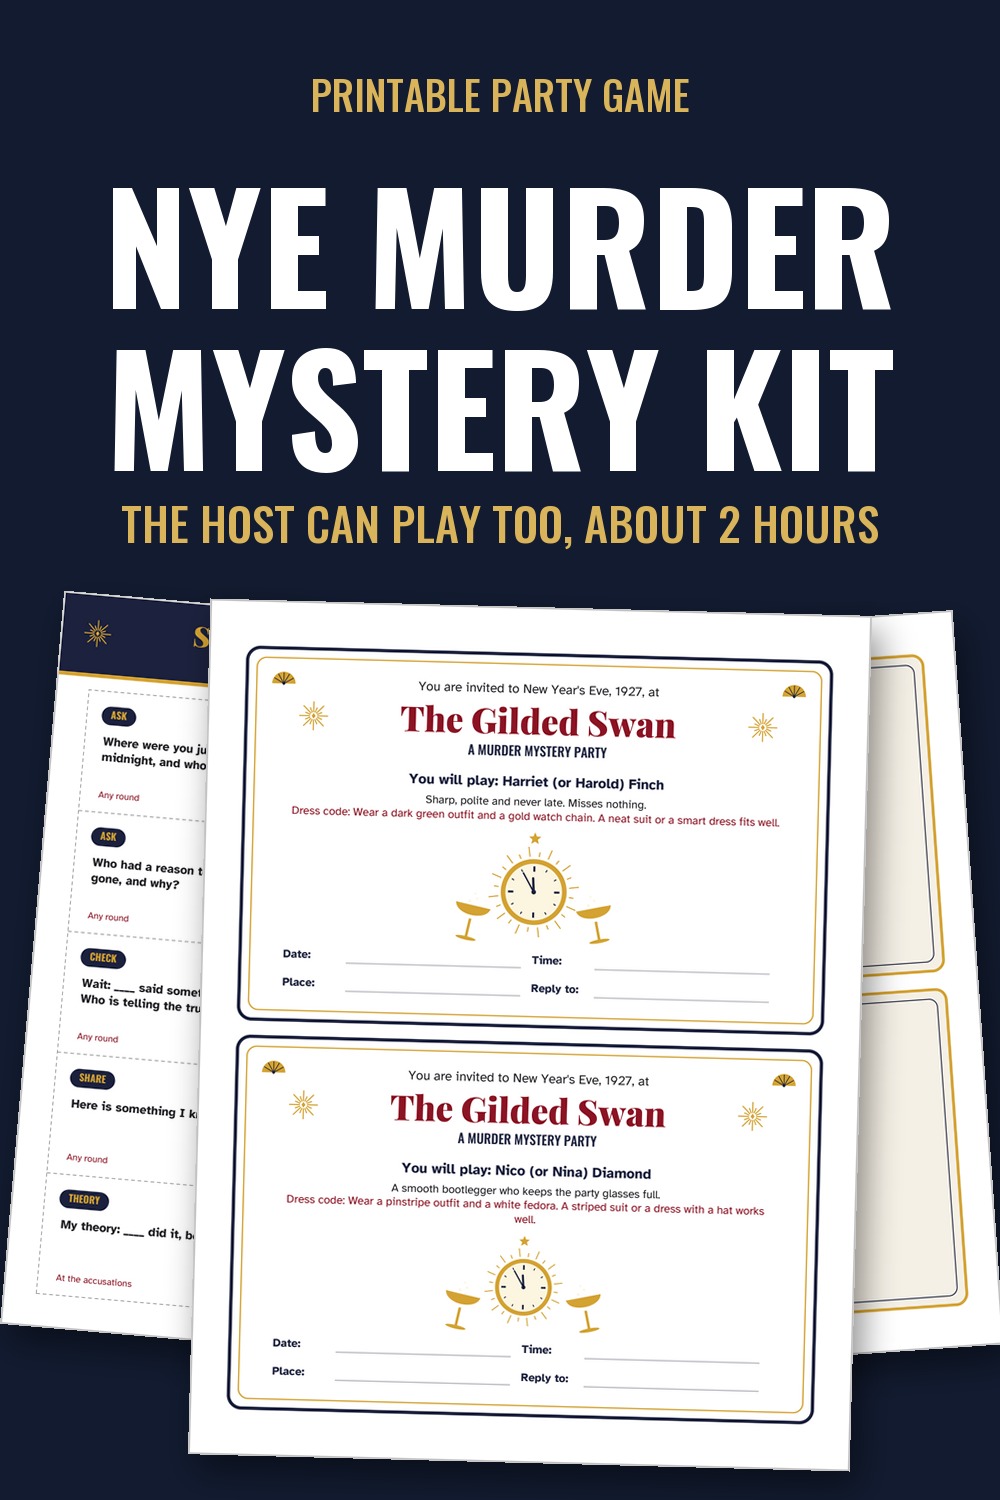 PRINTABLE PARTY GAME
NYE MURDER
MYSTERY KIT
THE HOST CAN PLAY TOO, ABOUT 2 HOURS
ASK
Where were you
midnight, and who
Any round
ASK
Who had a reason
gone, and why?
Any round
CHECK
Wait: ____ said
Who is telling the
Any round
SHARE
Here is something I
Any round
THEORY
My theory: ____ did it,
At the accusations
You are invited to New Year's Eve, 1927, at
The Gilded Swan
A MURDER MYSTERY PARTY
You will play: Harriet (or Harold) Finch
Sharp, polite and never late. Misses nothing.
Dress code: Wear a dark green outfit and a gold watch chain. A neat suit or a smart dress fits well.
Date:
Time:
Place:
Reply to:
You are invited to New Year's Eve, 1927, at
The Gilded Swan
A MURDER MYSTERY PARTY
You will play: Nico (or Nina) Diamond
A smooth bootlegger who keeps the party glasses full.
Dress code: Wear a pinstripe outfit and a white fedora. A striped suit or a dress with a hat works
well.
Date:
Time:
Place:
Reply to: